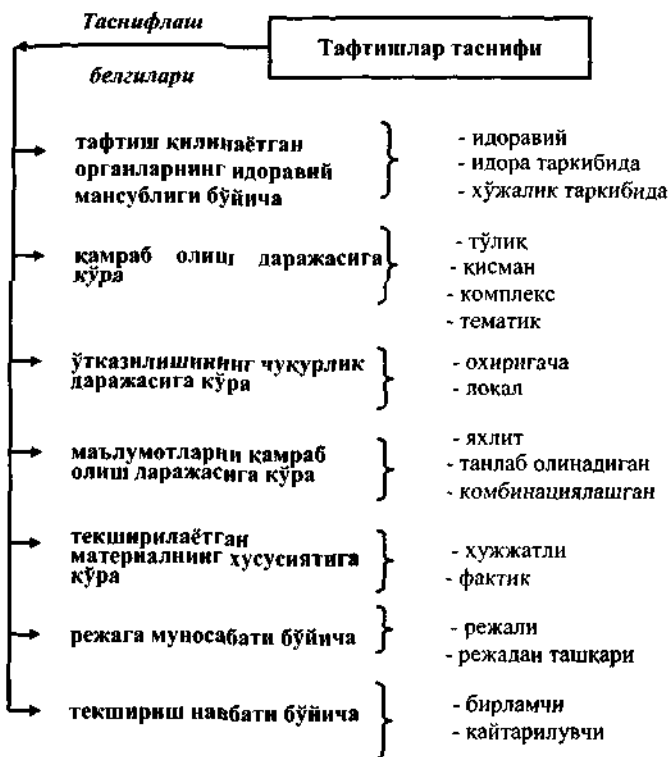 Таснифлаш
Тафтишлар таснифи
белгилари
тафтиш қилинаётган
органларнинг идоравий
мансублиги бўйича
- идоравий
- идора таркибида
- хўжалик таркибида
қамраб олиш даражасига
кўра
- тўлиқ
- қисман
- комплекс
- тематик
ўтказилишининг чуқурлик
даражасига кўра
- охиригача
- локал
маълумотларни қамраб
олиш даражасига кўра
- яхлит
- танлаб олинадиган
- комбинациялашган
текширилаётган
материалнинг хусусиятига
кўра
- ҳужжатли
- фактик
режага муносабати бўйича
- режали
- режадан ташқари
текшириш навбати бўйича
- бирламчи
- қайтарилувчи